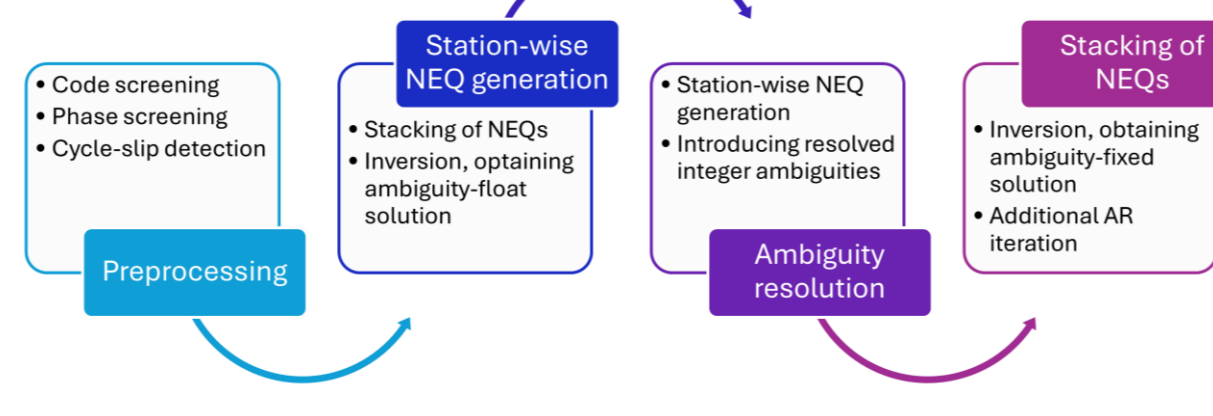 • Code screening
• Phase screening
• Cycle-slip detection
Preprocessing
Station-wise
NEQ generation
• Stacking of NEQs
• Inversion, optaining
ambiguity-float
solution
• Station-wise NEQ
generation
• Introducing resolved
integer ambiguities
Ambiguity
resolution
Stacking of
NEQs
• Inversion, obtaining
ambiguity-fixed
solution
• Additional AR
iteration